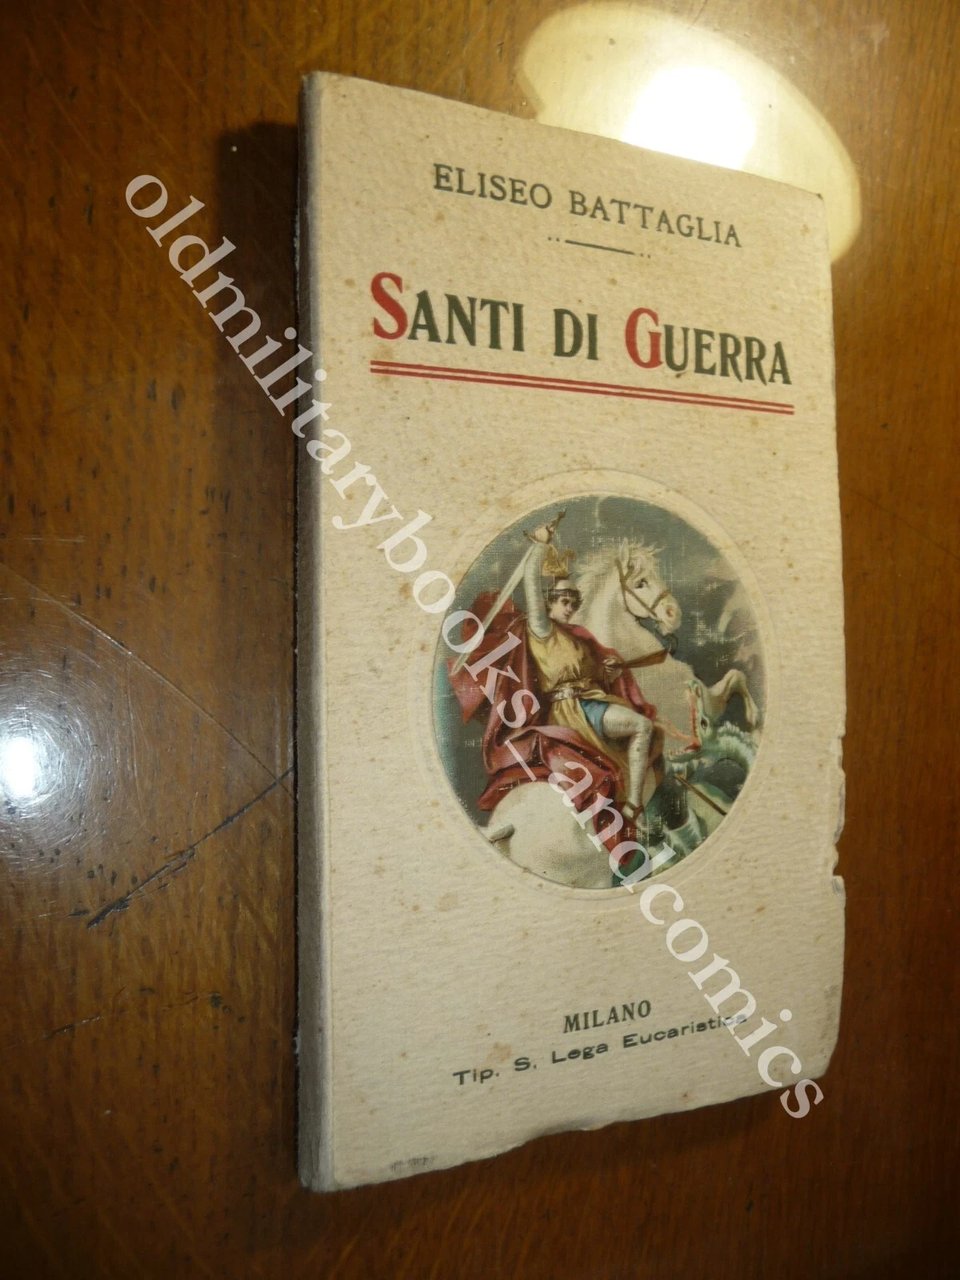 ELISEO BATTAGLIA
SANTI DI GUERRA
MILANO
Tip. S. Lega Eucaristica
oldmilitarybooks_andcomics